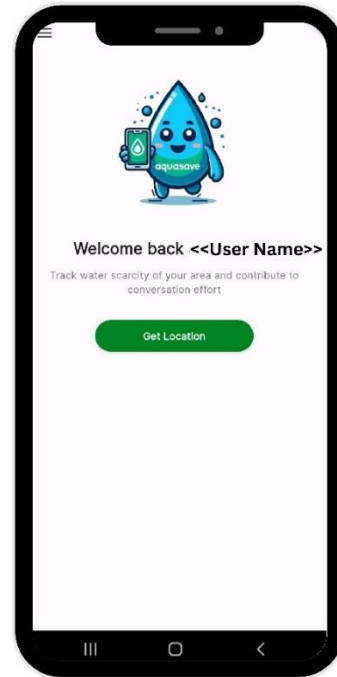 aquasave
Welcome back <<User Name>>
Track water scarcity of your area and contribute to
conversation effort
Get Location